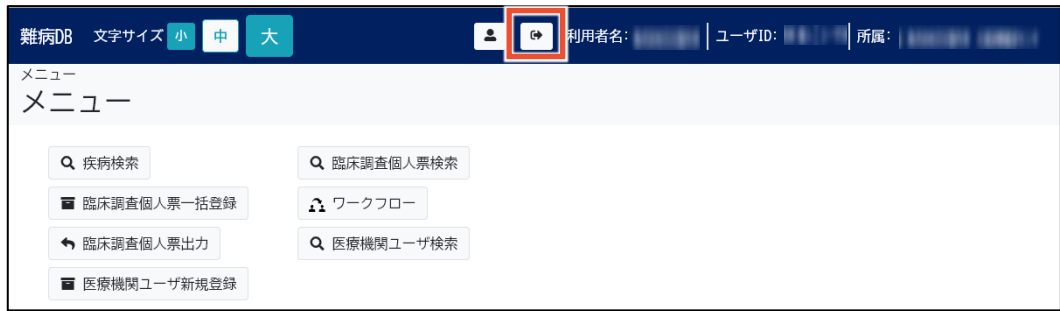 難病DB 文字サイズ 小 中 大 利用者名: ユーザID: 所属:
メニュー
メニュー
疾病検索 臨床調査個人票検索
臨床調査個人票一括登録 ワークフロー
臨床調査個人票出力 医療機関ユーザ検索
医療機関ユーザ新規登録